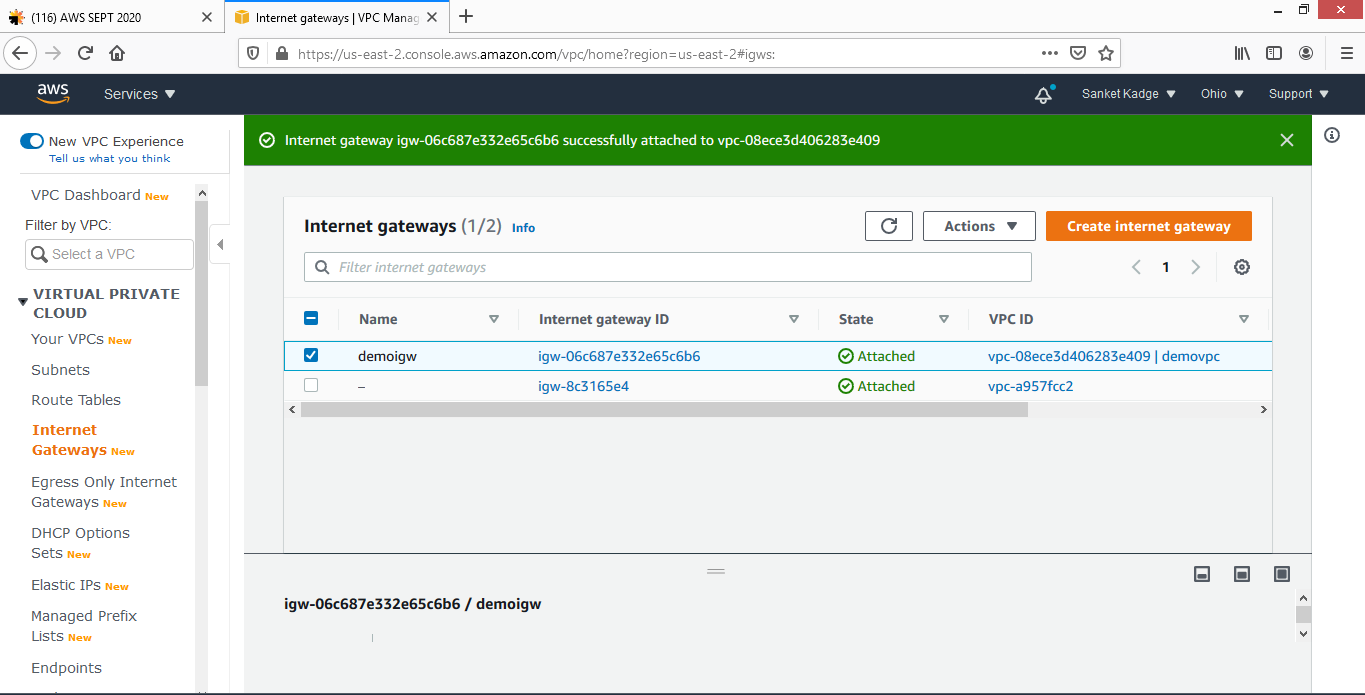 (116) AWS SEPT 2020
Internet gateways | VPC Manag
https://us-east-2.console.aws.amazon.com/vpc/home?region=us-east-2#igws:
aws
Services
Sanket Kadge
Ohio
Support
New VPC Experience
Tell us what you think
VPC Dashboard New
Filter by VPC:
Select a VPC
VIRTUAL PRIVATE
CLOUD
Your VPCs New
Subnets
Route Tables
Internet
Gateways New
Egress Only Internet
Gateways New
DHCP Options
Sets New
Elastic IPs New
Managed Prefix
Lists New
Endpoints
Internet gateway igw-06c687e332e65c6b6 successfully attached to vpc-08ece3d406283e409
Internet gateways (1/2) Info
Actions
Create internet gateway
Filter internet gateways
1
Name Internet gateway ID State VPC ID
demoigw igw-06c687e332e65c6b6 Attached vpc-08ece3d406283e409 | demovpc
– igw-8c3165e4 Attached vpc-a957fcc2
igw-06c687e332e65c6b6 / demoigw